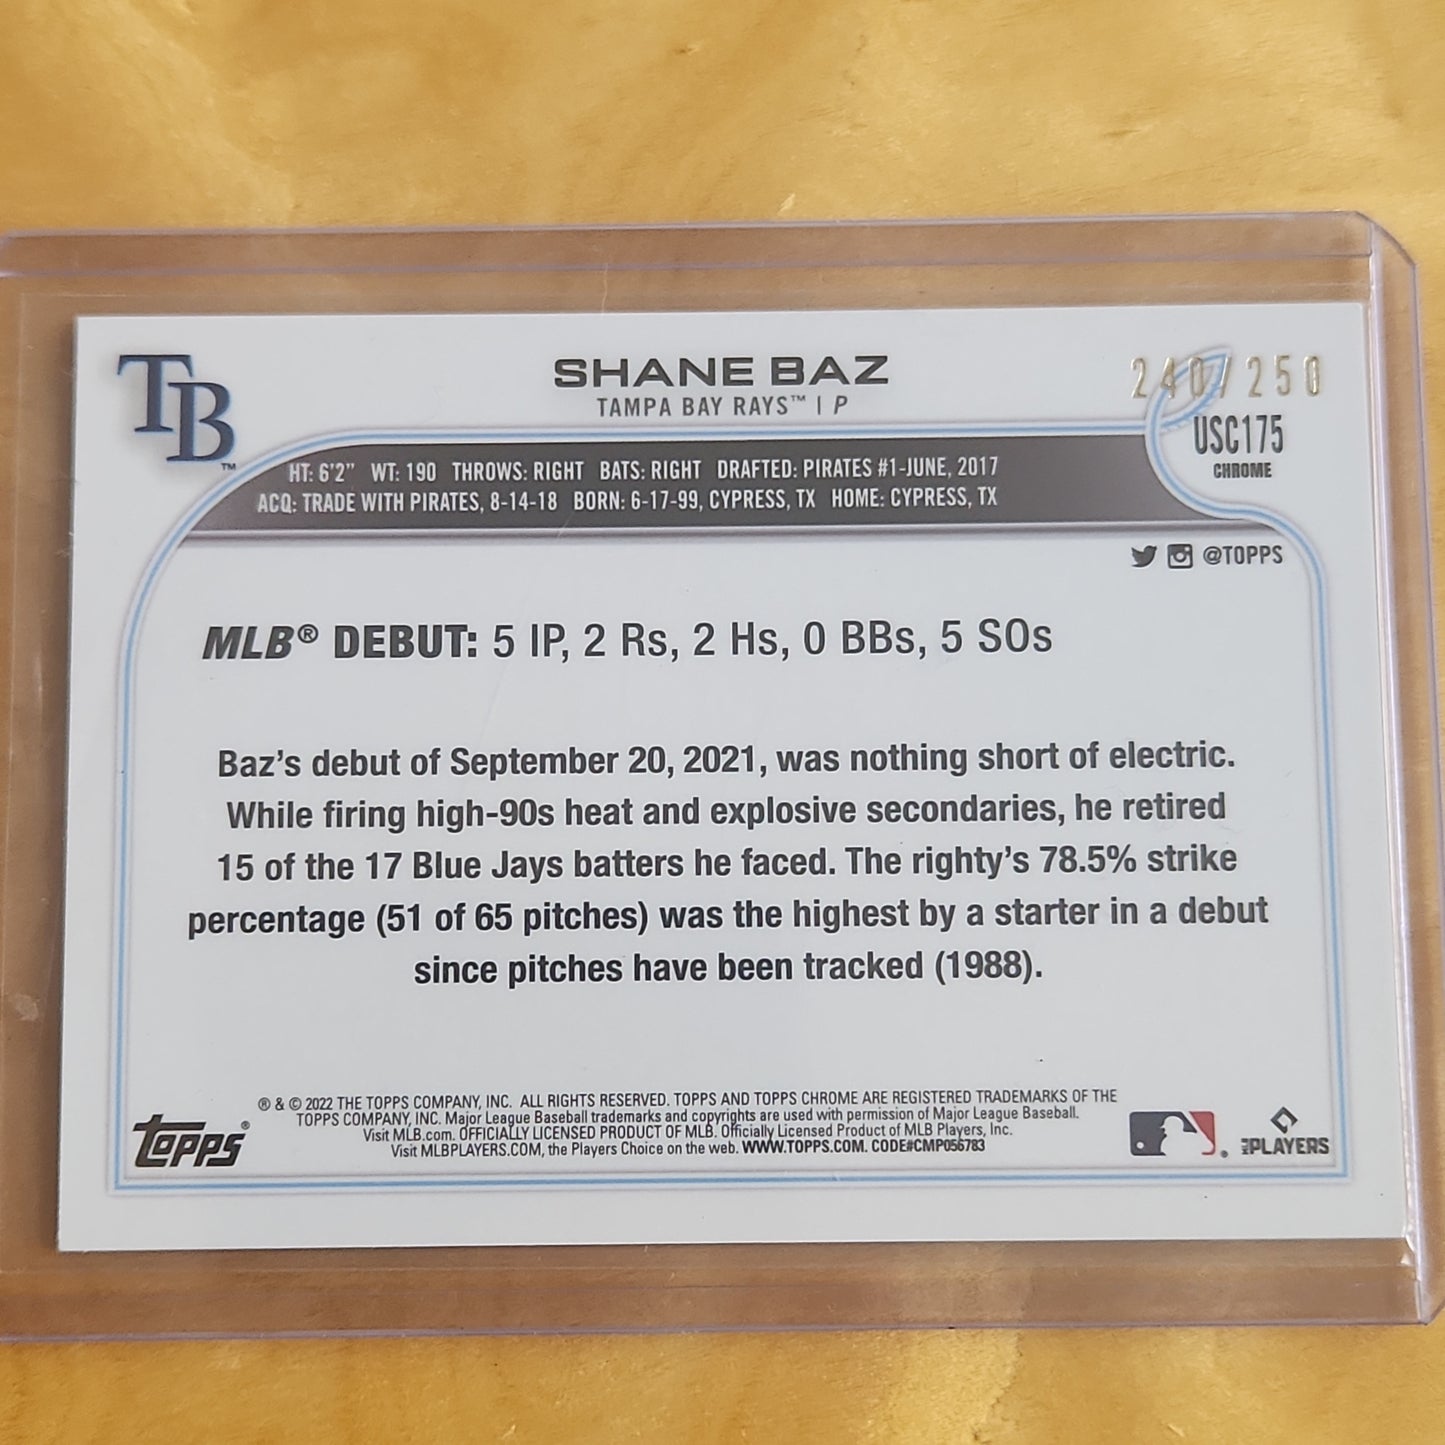 TB™
SHANE BAZ
TAMPA BAY RAYS™ | P
240/250
USC175
CHROME
HT: 6'2" WT: 190 THROWS: RIGHT BATS: RIGHT DRAFTED: PIRATES #1-JUNE, 2017
ACQ: TRADE WITH PIRATES, 8-14-18 BORN: 6-17-99, CYPRESS, TX HOME: CYPRESS, TX
@TOPPS
MLB® DEBUT: 5 IP, 2 Rs, 2 Hs, 0 BBs, 5 SOs
Baz's debut of September 20, 2021, was nothing short of electric.
While firing high-90s heat and explosive secondaries, he retired
15 of the 17 Blue Jays batters he faced. The righty's 78.5% strike
percentage (51 of 65 pitches) was the highest by a starter in a debut
since pitches have been tracked (1988).
® & © 2022 THE TOPPS COMPANY, INC. ALL RIGHTS RESERVED. TOPPS AND TOPPS CHROME ARE REGISTERED TRADEMARKS OF THE
TOPPS COMPANY, INC. Major League Baseball trademarks and copyrights are used with permission of Major League Baseball.
Visit MLB.com. OFFICIALLY LICENSED PRODUCT OF MLB. Officially Licensed Product of MLB Players, Inc.
Visit MLBPLAYERS.COM, the Players Choice on the web. WWW.TOPPS.COM. CODE#CMP056783
TOPPS®
MLB PLAYERS